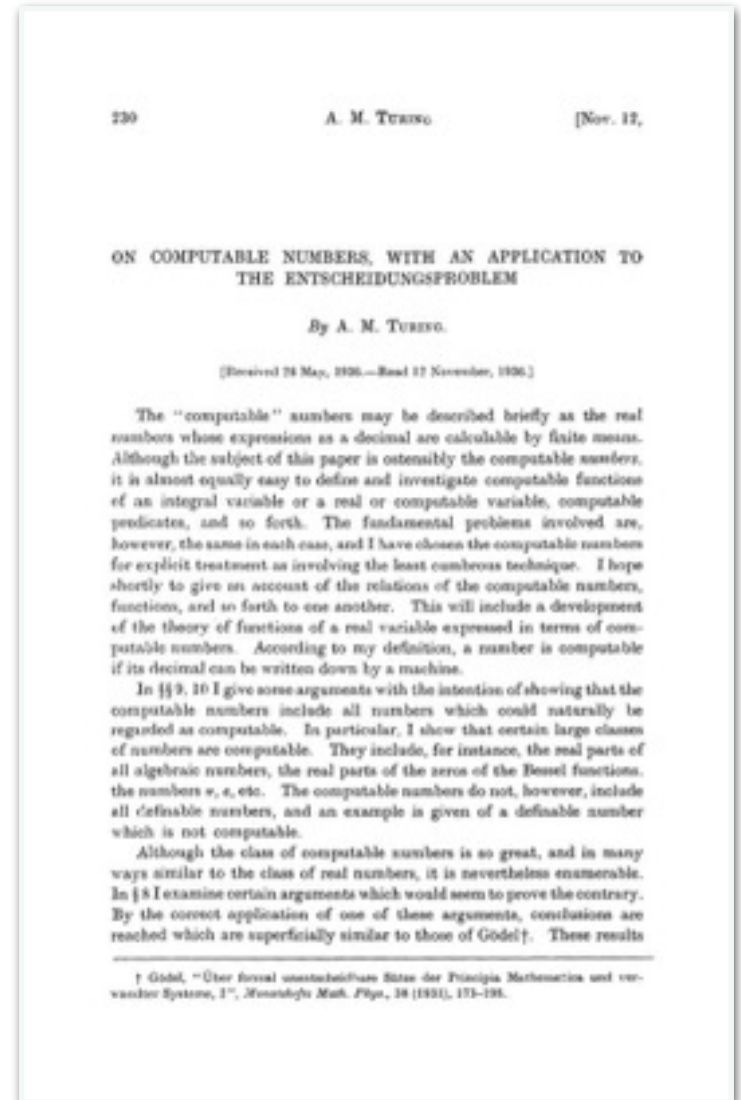 230 A. M. TURING [Nov. 12,
ON COMPUTABLE NUMBERS, WITH AN APPLICATION TO
THE ENTSCHEIDUNGSPROBLEM
By A. M. TURING.
[Received 28 May, 1936.—Read 12 November, 1936.]
The "computable" numbers may be described briefly as the real
numbers whose expressions as a decimal are calculable by finite means.
Although the subject of this paper is ostensibly the computable numbers,
it is almost equally easy to define and investigate computable functions
of an integral variable or a real or computable variable, computable
predicates, and so forth. The fundamental problems involved are,
however, the same in each case, and I have chosen the computable numbers
for explicit treatment as involving the least cumbrous technique. I hope
shortly to give an account of the relations of the computable numbers,
functions, and so forth to one another. This will include a development
of the theory of functions of a real variable expressed in terms of com-
putable numbers. According to my definition, a number is computable
if its decimal can be written down by a machine.
In §§ 9, 10 I give some arguments with the intention of showing that the
computable numbers include all numbers which could naturally be
regarded as computable. In particular, I show that certain large classes
of numbers are computable. They include, for instance, the real parts of
all algebraic numbers, the real parts of the zeros of the Bessel functions,
the numbers π, e, etc. The computable numbers do not, however, include
all definable numbers, and an example is given of a definable number
which is not computable.
Although the class of computable numbers is so great, and in many
ways similar to the class of real numbers, it is nevertheless enumerable.
In § 8 I examine certain arguments which would seem to prove the contrary.
By the correct application of one of these arguments, conclusions are
reached which are superficially similar to those of Gödel†. These results
† Gödel, "Über formal unentscheidbare Sätze der Principia Mathematica und ver-
wandter Systeme, I", Monatshefte Math. Phys., 38 (1931), 173–198.